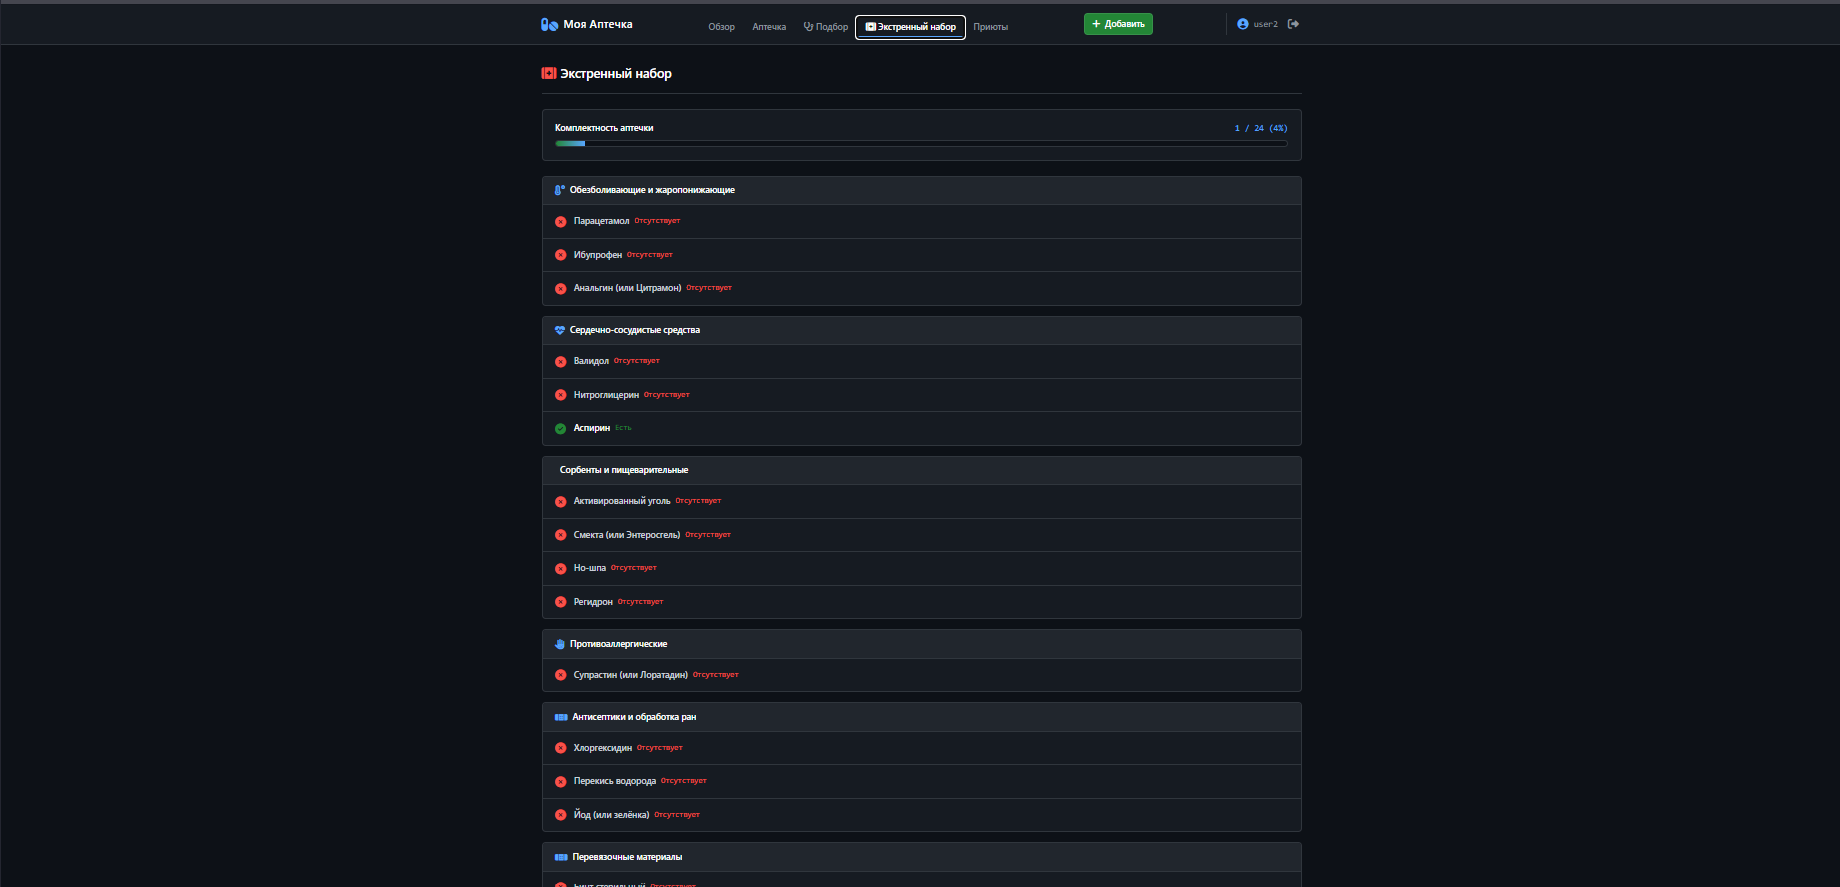 Моя Аптечка
Обзор
Аптечка
Подбор
Экстренный набор
Приюты
+ Добавить
user2
Экстренный набор
Комплектность аптечки
1 / 24 (4%)
Обезболивающие и жаропонижающие
Парацетамол Отсутствует
Ибупрофен Отсутствует
Анальгин (или Цитрамон) Отсутствует
Сердечно-сосудистые средства
Валидол Отсутствует
Нитроглицерин Отсутствует
Аспирин Есть
Сорбенты и пищеварительные
Активированный уголь Отсутствует
Смекта (или Энтеросгель) Отсутствует
Но-шпа Отсутствует
Регидрон Отсутствует
Противоаллергические
Супрастин (или Лоратадин) Отсутствует
Антисептики и обработка ран
Хлоргексидин Отсутствует
Перекись водорода Отсутствует
Йод (или зелёнка) Отсутствует
Перевязочные материалы
Бинт стерильный Отсутствует